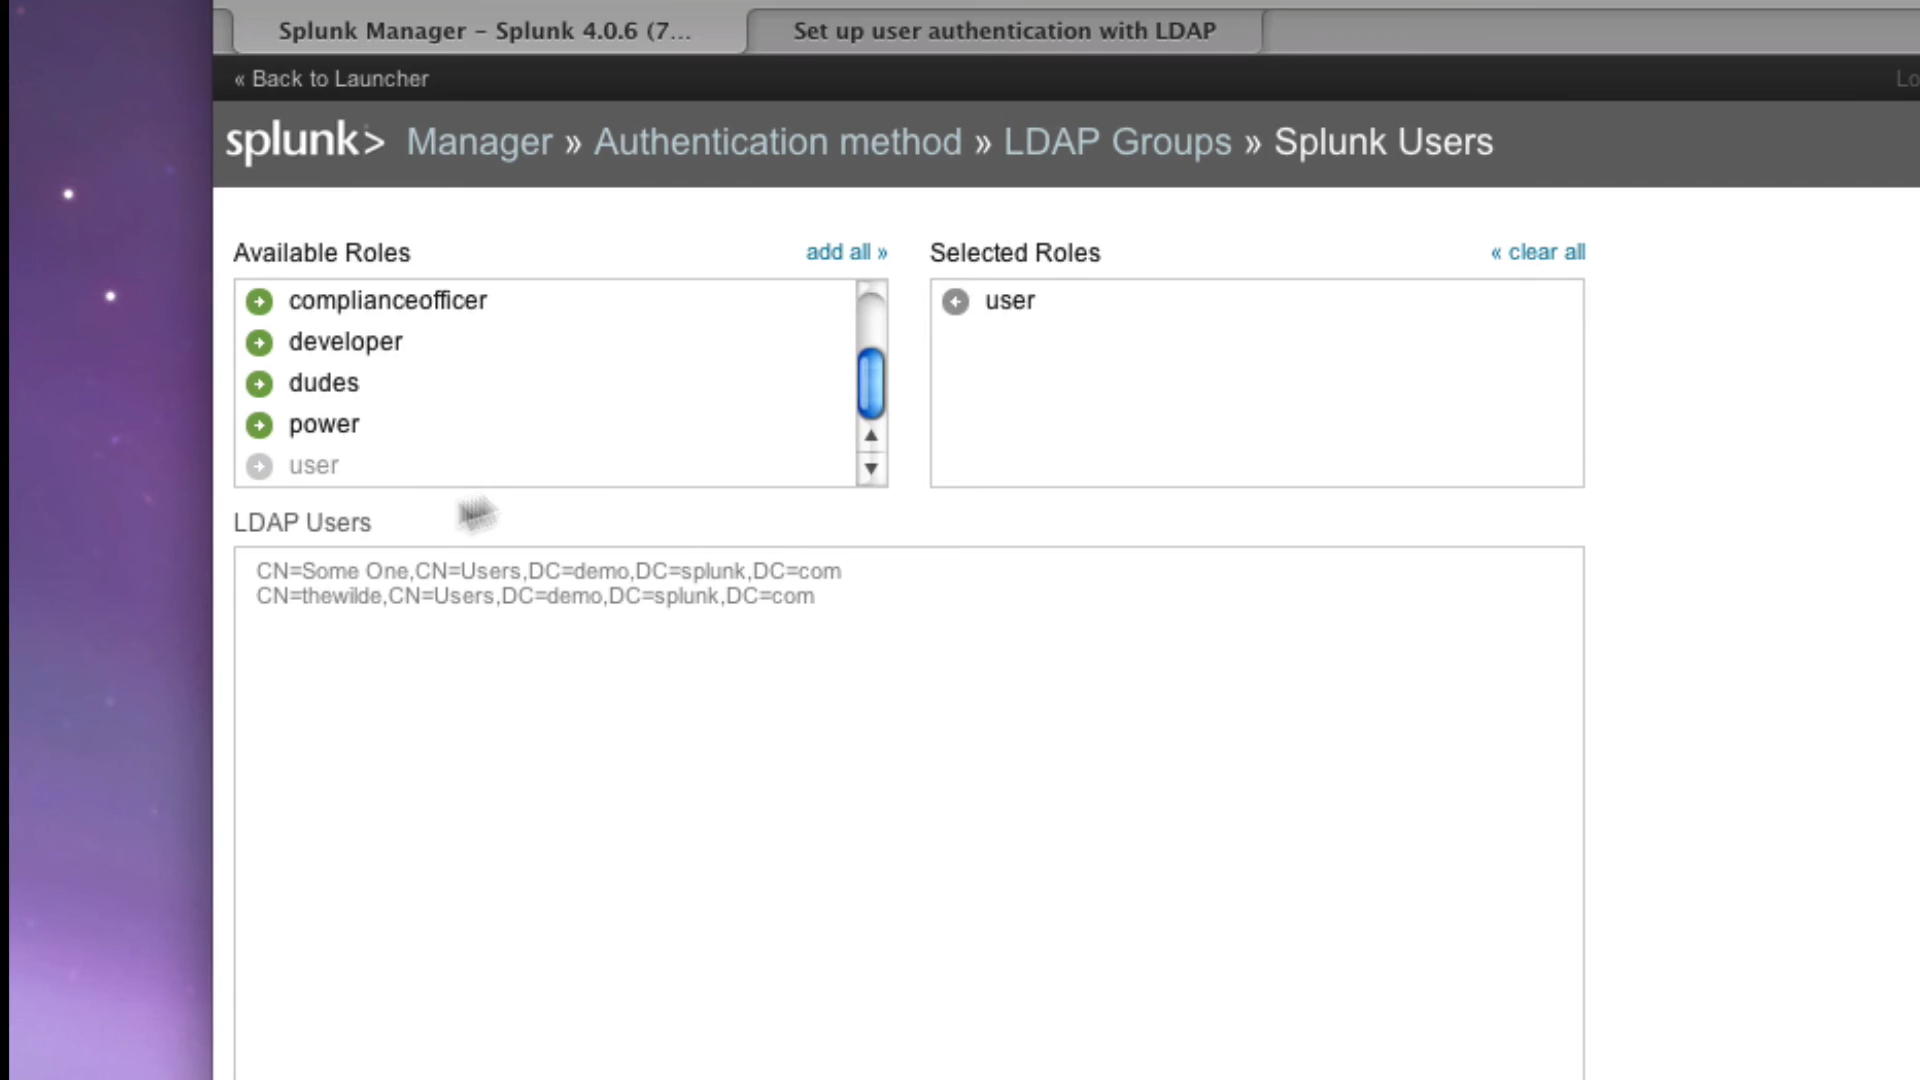 Splunk Manager – Splunk 4.0.6 (7...
Set up user authentication with LDAP
« Back to Launcher
Lo
splunk> Manager » Authentication method » LDAP Groups » Splunk Users
Available Roles
add all »
complianceofficer
developer
dudes
power
user
Selected Roles
« clear all
user
LDAP Users
CN=Some One,CN=Users,DC=demo,DC=splunk,DC=com
CN=thewilde,CN=Users,DC=demo,DC=splunk,DC=com